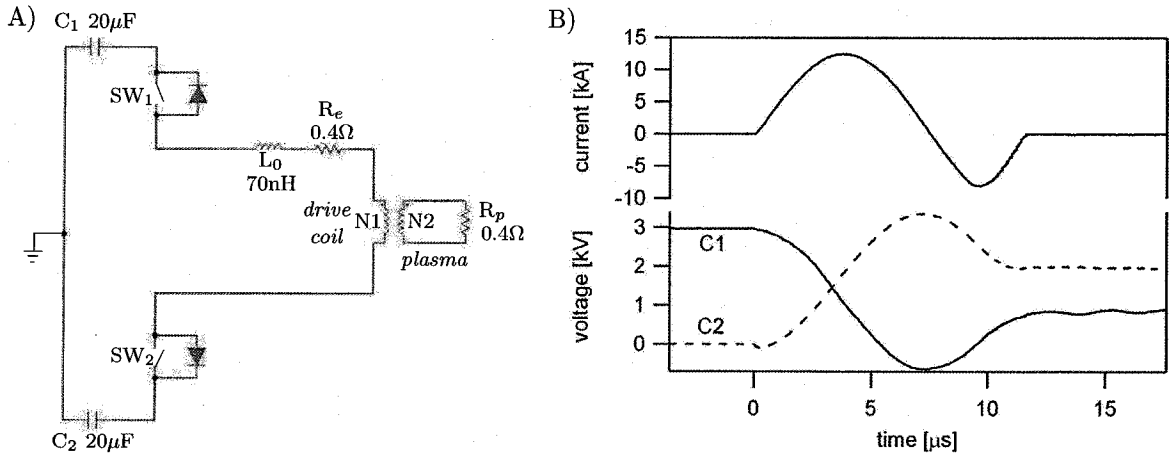 A)
C₁ 20μF
SW₁
L₀
70nH
Rₑ
0.4Ω
drive
coil
N1
N2
Rₚ
0.4Ω
plasma
SW₂
C₂ 20μF
B)
current [kA]
15
10
5
0
-5
-10
voltage [kV]
3
2
1
0
C1
C2
0
5
10
15
time [μs]